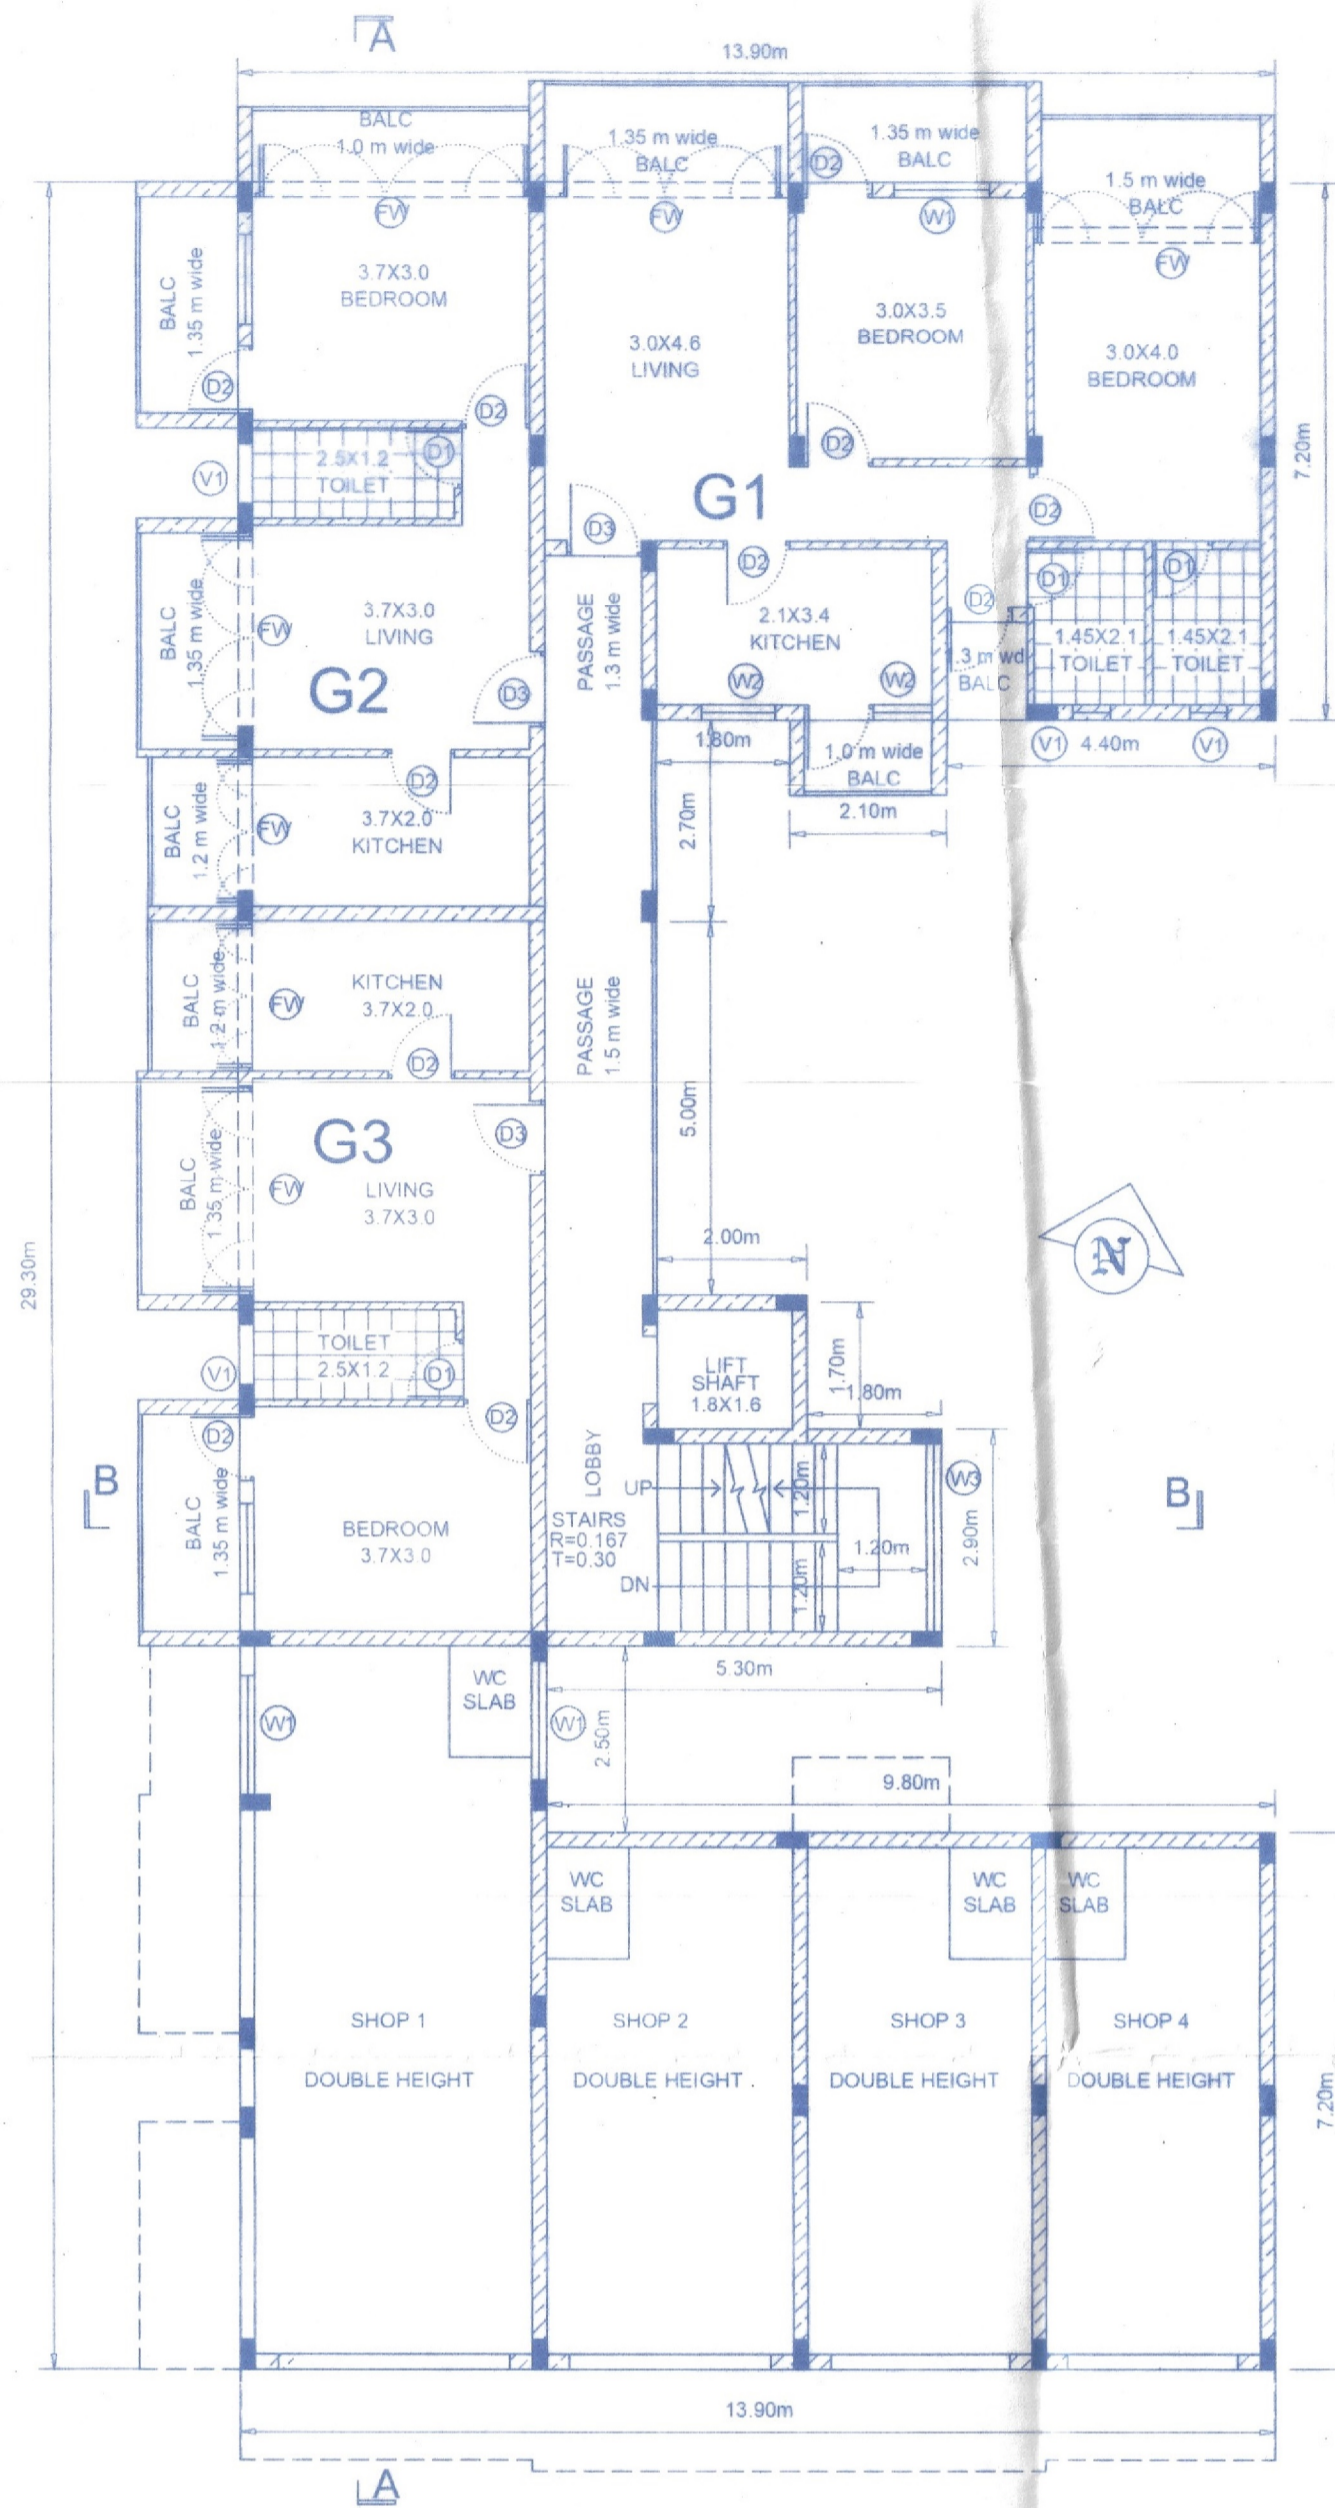 A
13.90m
BALC
1.0 m wide
1.35 m wide
BALC
D2
1.35 m wide
BALC
1.5 m wide
BALC
FW
FW
W1
FW
BALC
1.35 m wide
3.7X3.0
BEDROOM
3.0X4.6
LIVING
3.0X3.5
BEDROOM
3.0X4.0
BEDROOM
D2
D2
D2
7.20m
V1
2.5X1.2
TOILET
D1
G1
D3
D2
D2
D1
D1
BALC
1.35 m wide
FW
3.7X3.0
LIVING
PASSAGE
1.3 m wide
2.1X3.4
KITCHEN
D2
.3 m wd
BALC
1.45X2.1
TOILET
1.45X2.1
TOILET
G2
D3
W2
W2
1.80m
1.0 m wide
BALC
V1
4.40m
V1
BALC
1.2 m wide
FW
D2
3.7X2.0
KITCHEN
2.70m
2.10m
BALC
1.2 m wide
FW
KITCHEN
3.7X2.0
D2
PASSAGE
1.5 m wide
5.00m
G3
D3
BALC
1.35 m wide
FW
LIVING
3.7X3.0
2.00m
N
29.30m
V1
TOILET
2.5X1.2
D1
LIFT
SHAFT
1.8X1.6
1.70m
1.80m
D2
D2
LOBBY
B
BALC
1.35 m wide
BEDROOM
3.7X3.0
UP
STAIRS
R=0.167
T=0.30
DN
1.20m
1.20m
1.20m
W3
2.90m
B
WC
SLAB
5.30m
W1
W1
2.50m
9.80m
WC
SLAB
WC
SLAB
WC
SLAB
SHOP 1
DOUBLE HEIGHT
SHOP 2
DOUBLE HEIGHT
SHOP 3
DOUBLE HEIGHT
SHOP 4
DOUBLE HEIGHT
7.20m
13.90m
A